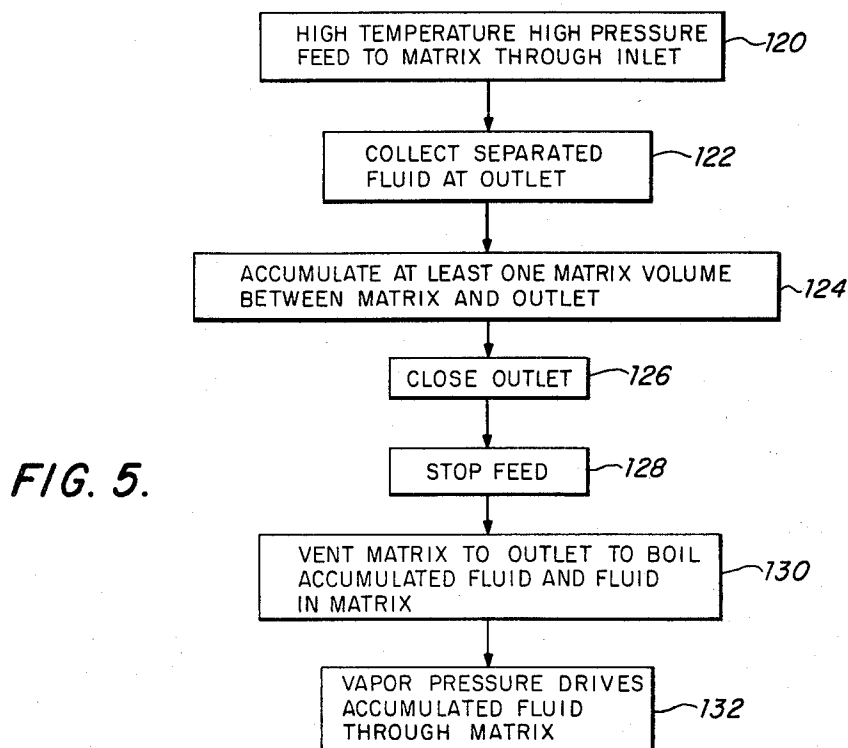 HIGH TEMPERATURE HIGH PRESSURE
FEED TO MATRIX THROUGH INLET
120
COLLECT SEPARATED
FLUID AT OUTLET
122
ACCUMULATE AT LEAST ONE MATRIX VOLUME
BETWEEN MATRIX AND OUTLET
124
CLOSE OUTLET
126
STOP FEED
128
FIG. 5.
VENT MATRIX TO OUTLET TO BOIL
ACCUMULATED FLUID AND FLUID
IN MATRIX
130
VAPOR PRESSURE DRIVES
ACCUMULATED FLUID
THROUGH MATRIX
132